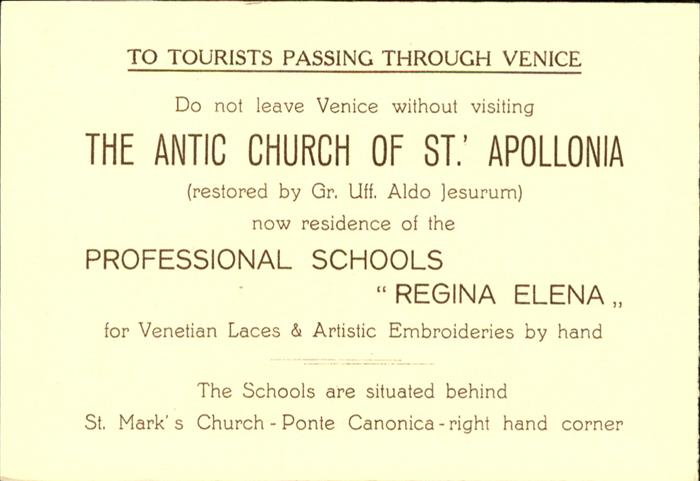 TO TOURISTS PASSING THROUGH VENICE
Do not leave Venice without visiting
THE ANTIC CHURCH OF ST.' APOLLONIA
(restored by Gr. Uff. Aldo Jesurum)
now residence of the
PROFESSIONAL SCHOOLS
“ REGINA ELENA „
for Venetian Laces & Artistic Embroideries by hand
The Schools are situated behind
St. Mark's Church - Ponte Canonica - right hand corner